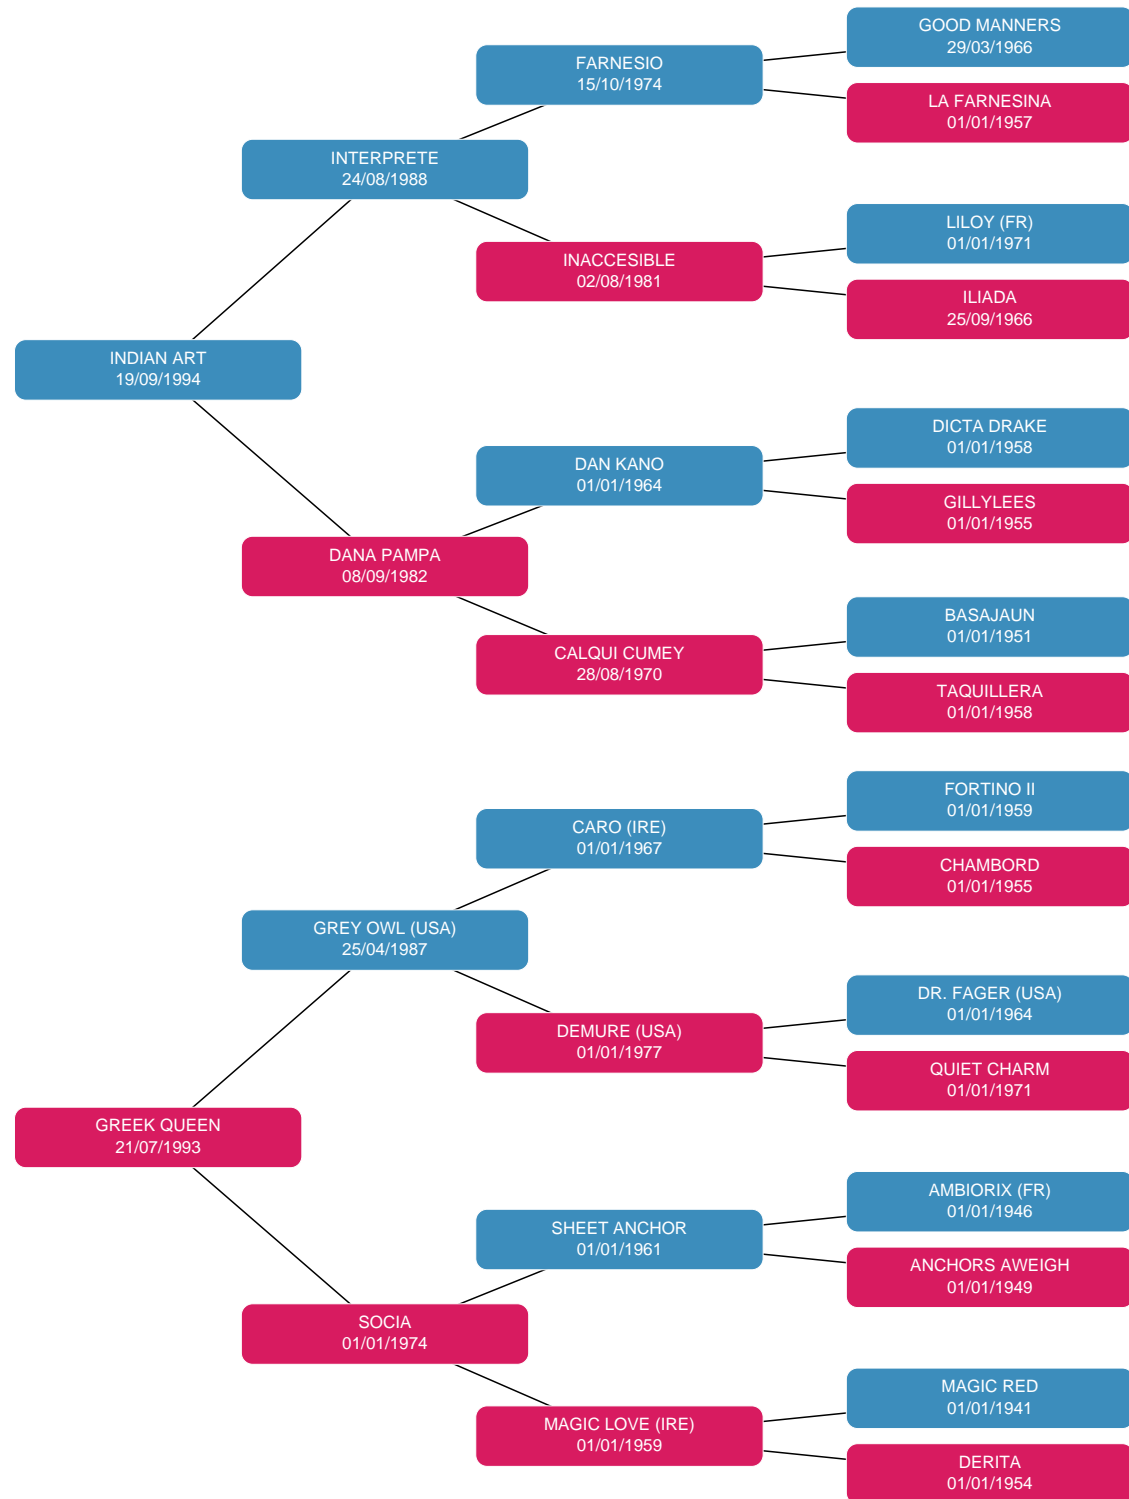 GOOD MANNERS
29/03/1966
FARNESIO
15/10/1974
LA FARNESINA
01/01/1957
INTERPRETE
24/08/1988
LILOY (FR)
01/01/1971
INACCESIBLE
02/08/1981
ILIADA
25/09/1966
INDIAN ART
19/09/1994
DICTA DRAKE
01/01/1958
DAN KANO
01/01/1964
GILLYLEES
01/01/1955
DANA PAMPA
08/09/1982
BASAJAUN
01/01/1951
CALQUI CUMEY
28/08/1970
TAQUILLERA
01/01/1958
FORTINO II
01/01/1959
CARO (IRE)
01/01/1967
CHAMBORD
01/01/1955
GREY OWL (USA)
25/04/1987
DR. FAGER (USA)
01/01/1964
DEMURE (USA)
01/01/1977
QUIET CHARM
01/01/1971
GREEK QUEEN
21/07/1993
AMBIORIX (FR)
01/01/1946
SHEET ANCHOR
01/01/1961
ANCHORS AWEIGH
01/01/1949
SOCIA
01/01/1974
MAGIC RED
01/01/1941
MAGIC LOVE (IRE)
01/01/1959
DERITA
01/01/1954